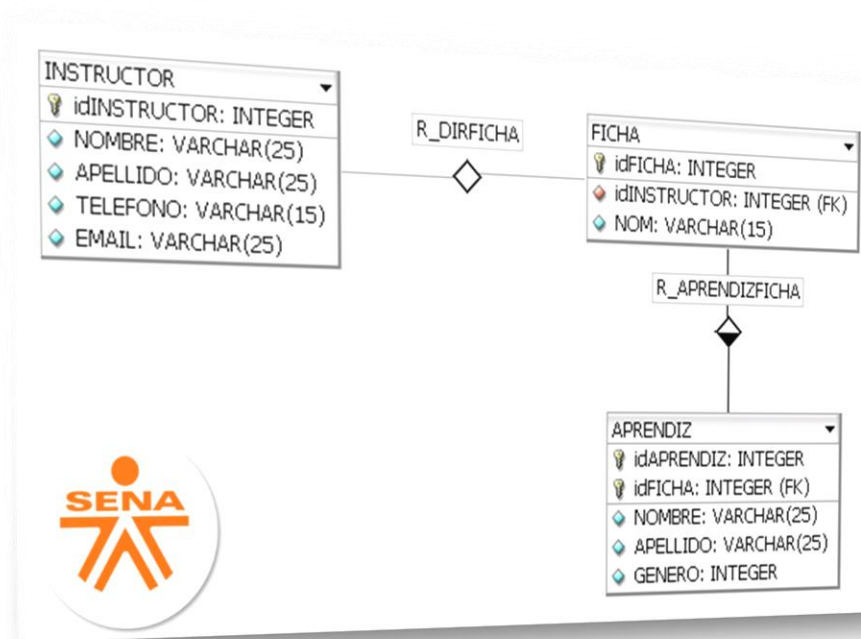 INSTRUCTOR
idINSTRUCTOR: INTEGER
NOMBRE: VARCHAR(25)
APELLIDO: VARCHAR(25)
TELEFONO: VARCHAR(15)
EMAIL: VARCHAR(25)
R_DIRFICHA
FICHA
idFICHA: INTEGER
idINSTRUCTOR: INTEGER (FK)
NOM: VARCHAR(15)
R_APRENDIZFICHA
APRENDIZ
idAPRENDIZ: INTEGER
idFICHA: INTEGER (FK)
NOMBRE: VARCHAR(25)
APELLIDO: VARCHAR(25)
GENERO: INTEGER
SENA